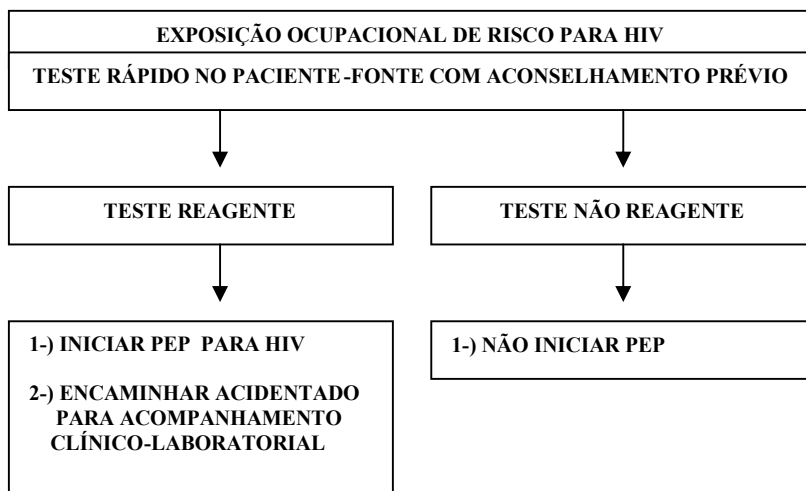 EXPOSIÇÃO OCUPACIONAL DE RISCO PARA HIV
TESTE RÁPIDO NO PACIENTE-FONTE COM ACONSELHAMENTO PRÉVIO
TESTE REAGENTE
TESTE NÃO REAGENTE
1-) INICIAR PEP PARA HIV
2-) ENCAMINHAR ACIDENTADO
PARA ACOMPANHAMENTO
CLÍNICO-LABORATORIAL
1-) NÃO INICIAR PEP